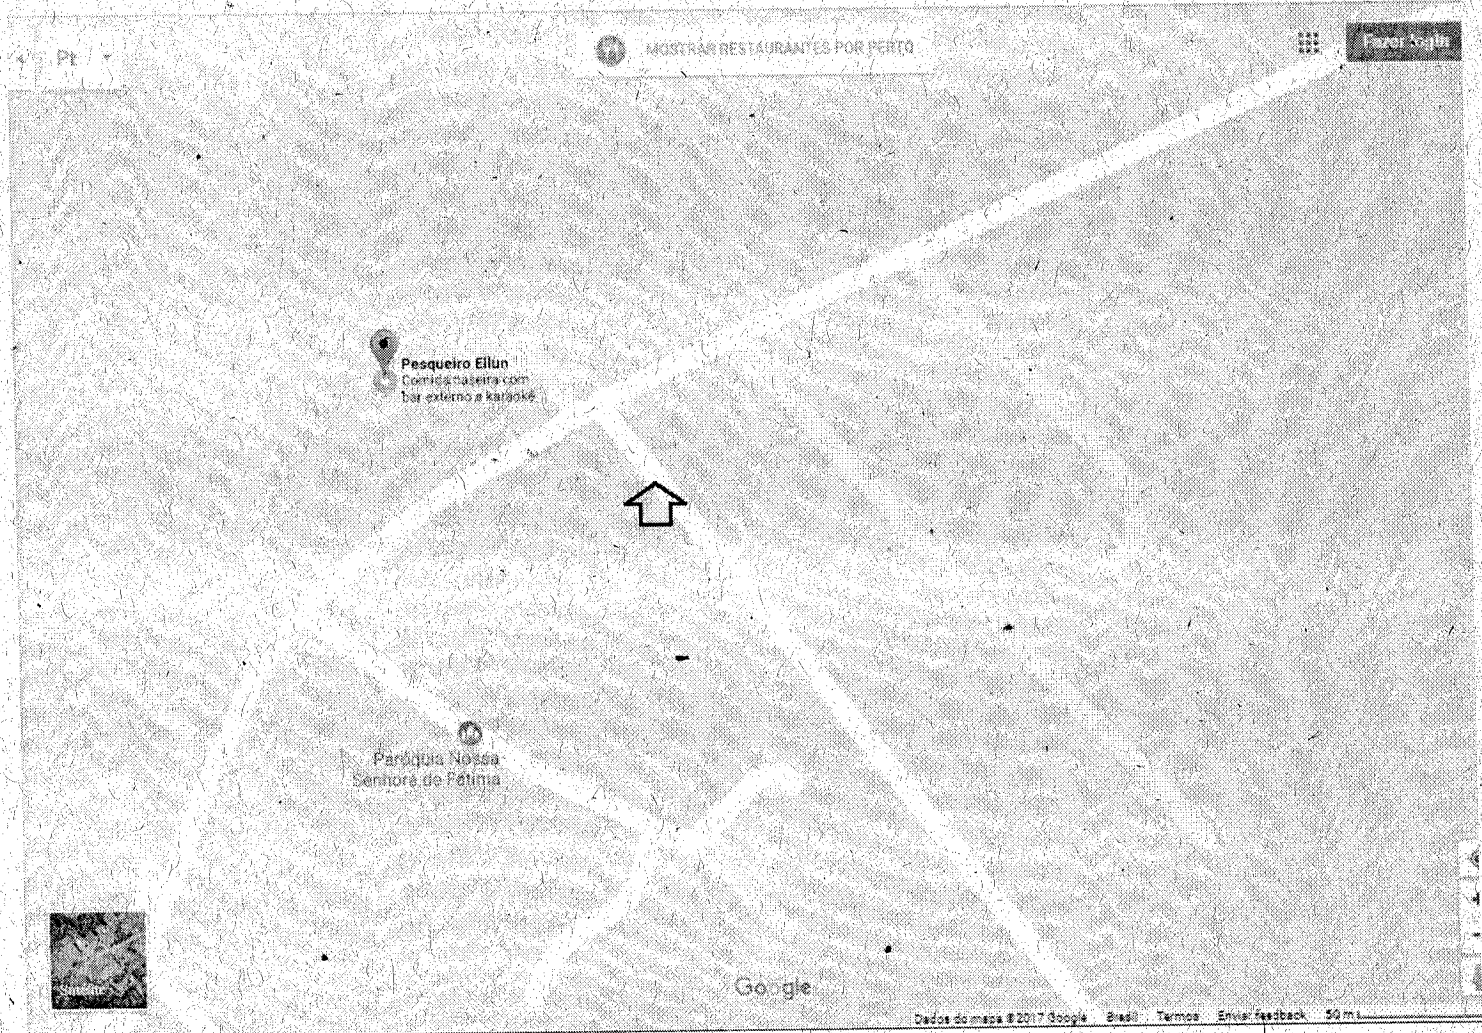 Pt
MOSTRAR RESTAURANTES POR PERTO
Fazer login
Pesqueiro Ellun
Comida caseira com
bar externo e karaokê
Paróquia Nossa
Senhora de Fátima
Google
Dados do mapa ©2017 Google Brasil Termos Enviar feedback 50 m